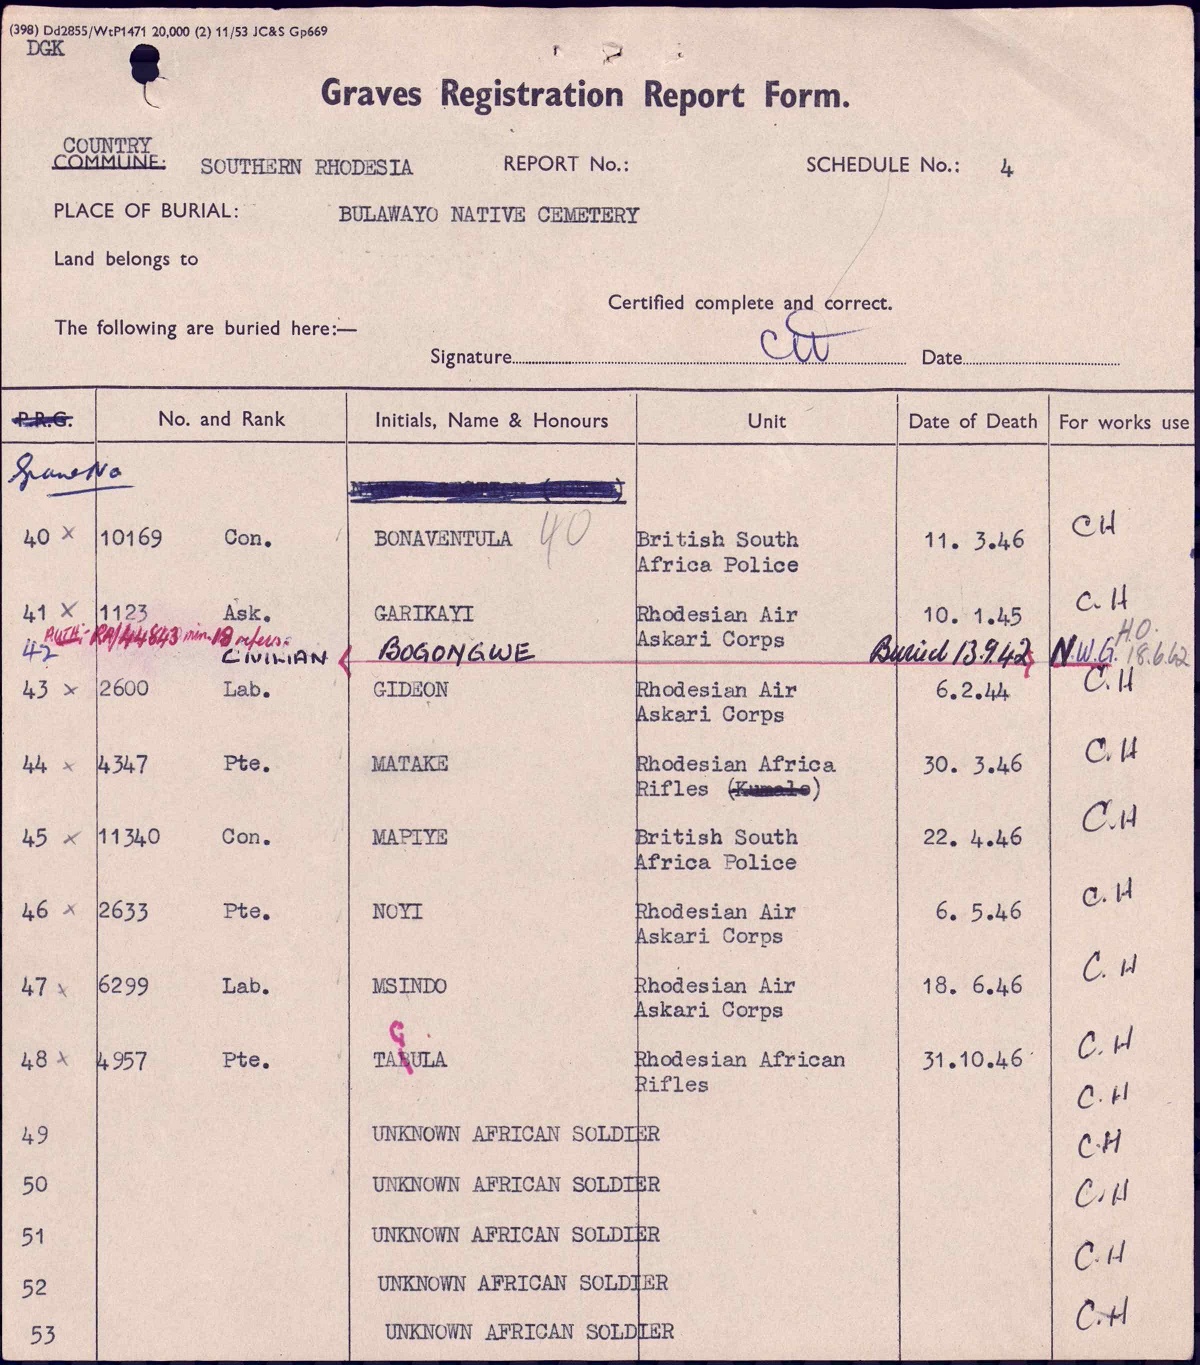 (398) Dd2855/WtP1471 20,000 (2) 11/53 JC&S Gp669
DGK
Graves Registration Report Form.
COUNTRY
COMMUNE: SOUTHERN RHODESIA REPORT No.: SCHEDULE No.: 4
PLACE OF BURIAL: BULAWAYO NATIVE CEMETERY
Land belongs to
Certified complete and correct.
The following are buried here:—
Signature Date
P.R.G. No. and Rank Initials, Name & Honours Unit Date of Death For works use
Grave No
40 x 10169 Con. BONAVENTULA 40 British South 11. 3.46 CH
Africa Police
41 x 1123 Ask. GARIKAYI Rhodesian Air 10. 1.45 C.H
Askari Corps
AUTH:- RA/44843 min. 18 refers. H.O.
42 CIVILIAN BOGONGWE Buried 13.9.42 N.W.G. 18.6.62
43 x 2600 Lab. GIDEON Rhodesian Air 6.2.44 C.H
Askari Corps
44 x 4347 Pte. MATAKE Rhodesian Africa 30. 3.46 C.H
Rifles (Kumalo)
45 x 11340 Con. MAPIYE British South 22. 4.46 C.H
Africa Police
46 x 2633 Pte. NOYI Rhodesian Air 6. 5.46 C.H
Askari Corps
47 x 6299 Lab. MSINDO Rhodesian Air 18. 6.46 C. H
Askari Corps
G
48 x 4957 Pte. TABULA Rhodesian African 31.10.46 C. H
Rifles C. H
49 UNKNOWN AFRICAN SOLDIER C.H
50 UNKNOWN AFRICAN SOLDIER C.H
51 UNKNOWN AFRICAN SOLDIER C.H
52 UNKNOWN AFRICAN SOLDIER C.H
53 UNKNOWN AFRICAN SOLDIER